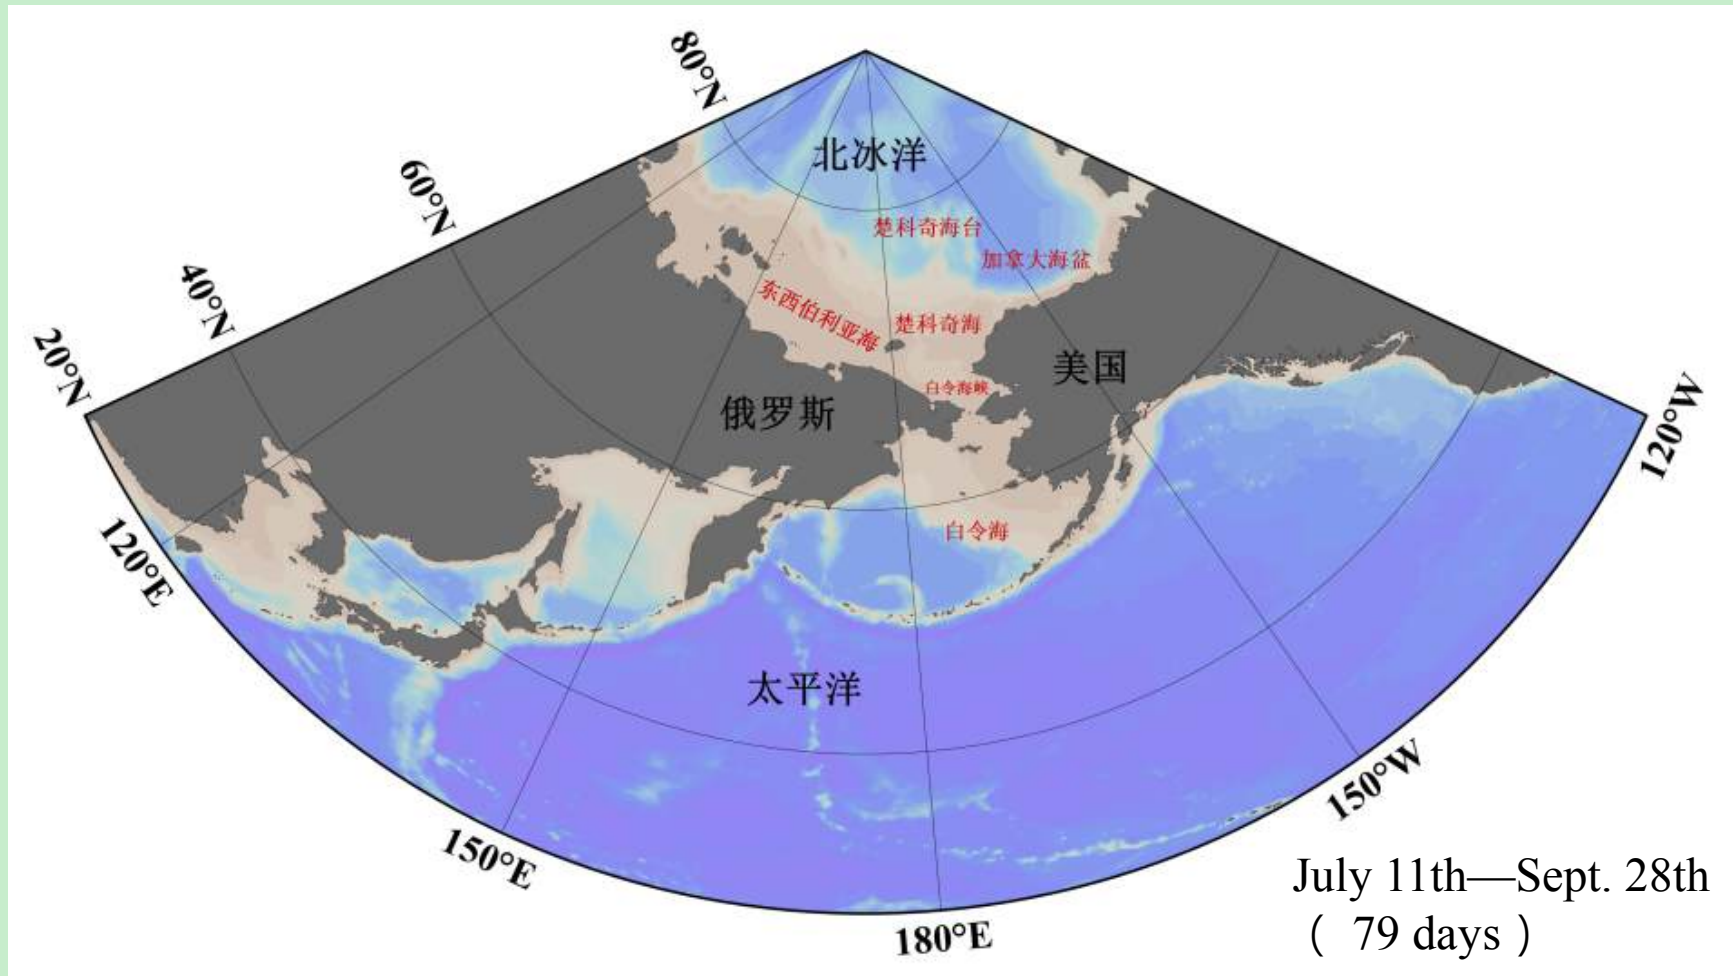 80°N
60°N
40°N
20°N
北冰洋
楚科奇海台
加拿大海盆
东西伯利亚海
楚科奇海
美国
白令海峡
俄罗斯
白令海
太平洋
120°E
150°E
180°E
150°W
120°W
July 11th—Sept. 28th
( 79 days )